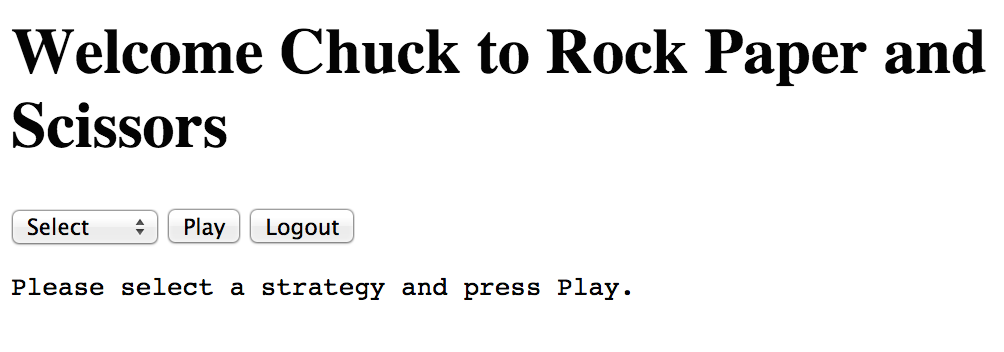 Welcome Chuck to Rock Paper and
Scissors
Select Play Logout
Please select a strategy and press Play.